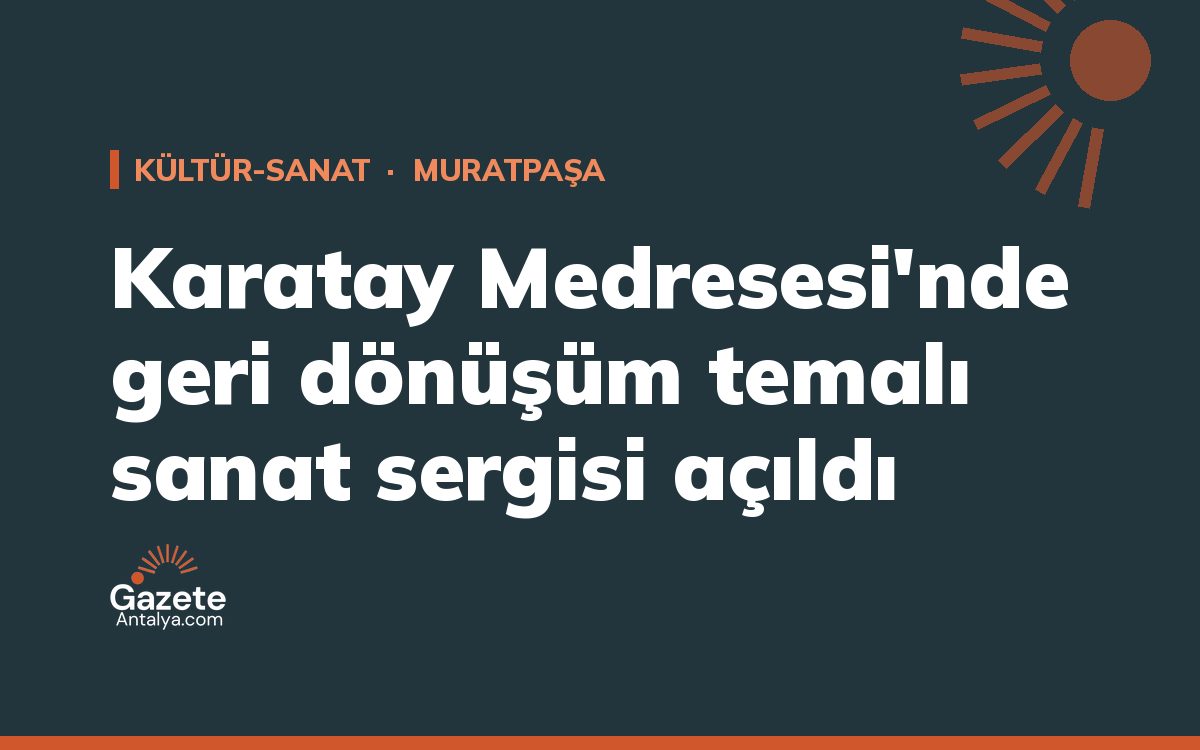 KÜLTÜR-SANAT · MURATPAŞA
Karatay Medresesi'nde
geri dönüşüm temalı
sanat sergisi açıldı
Gazete
Antalya.com